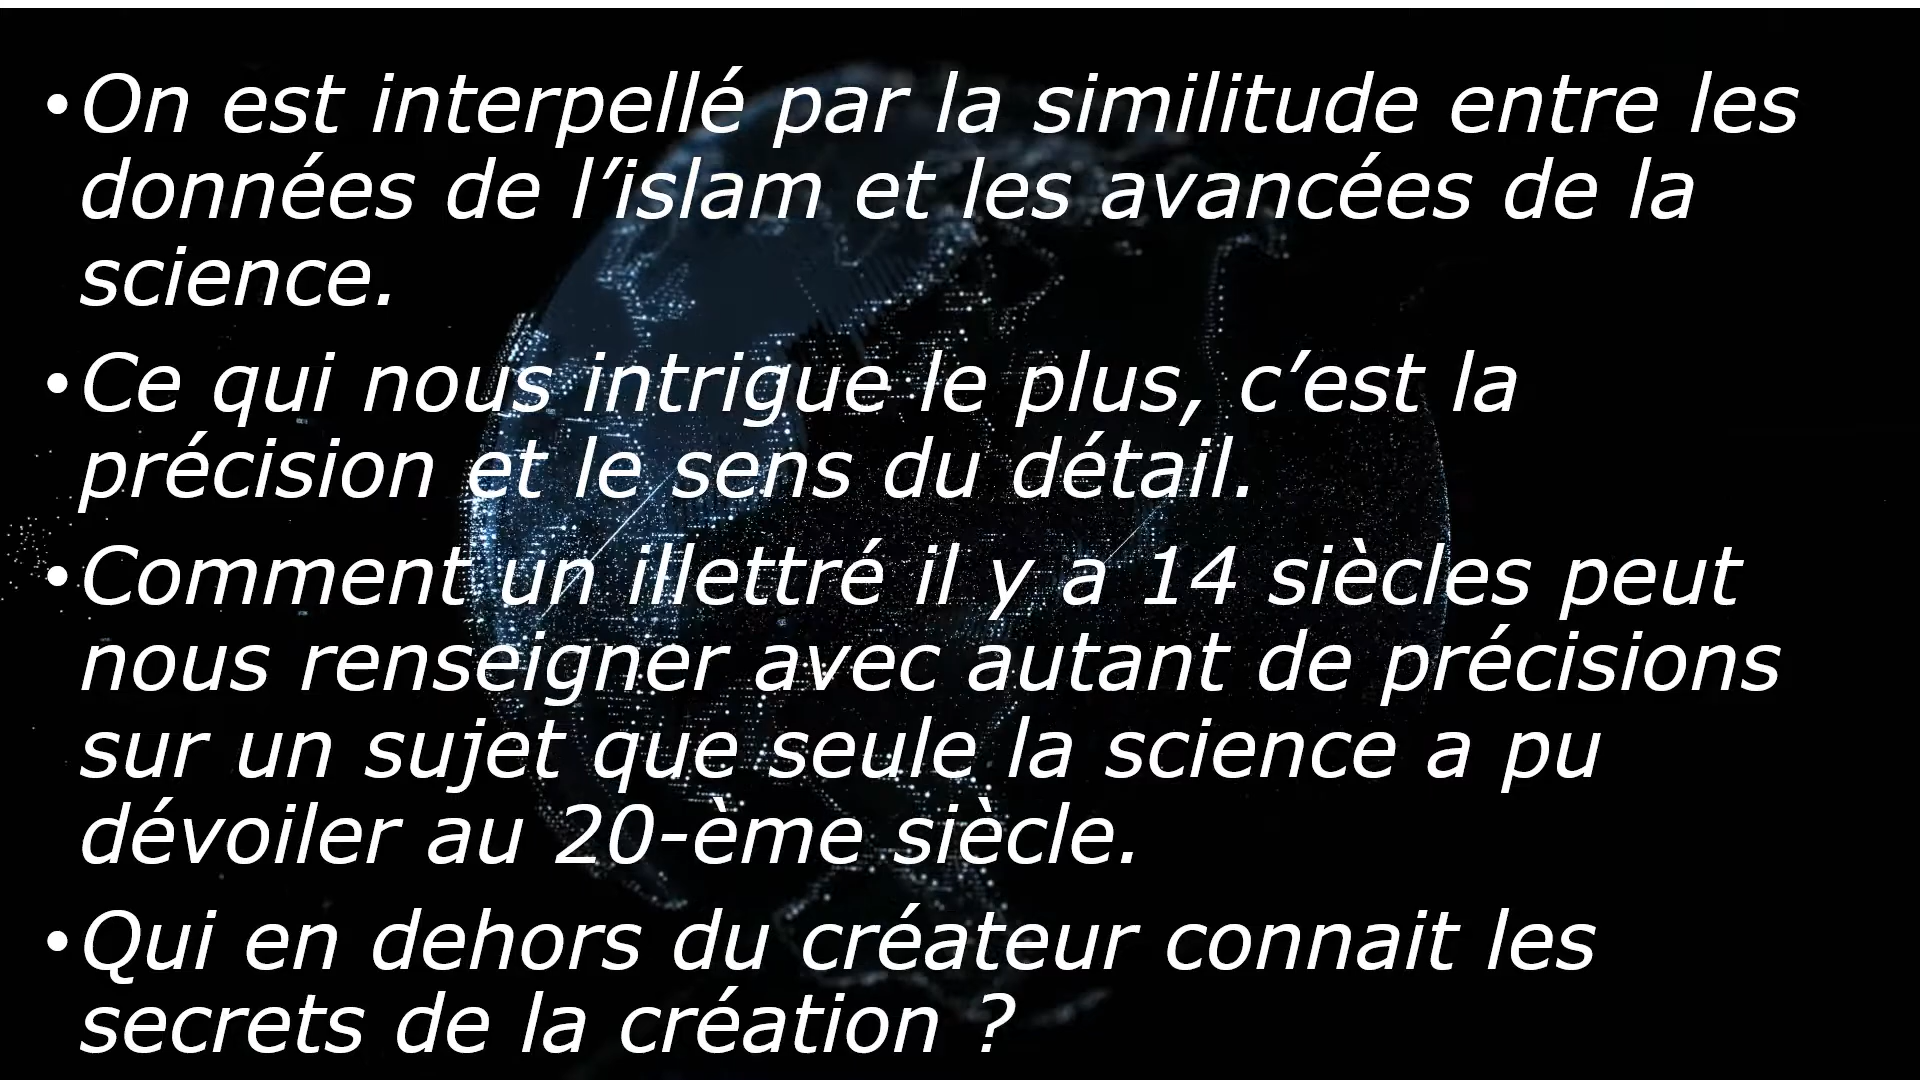 •On est interpellé par la similitude entre les
données de l’islam et les avancées de la
science.
•Ce qui nous intrigue le plus, c’est la
précision et le sens du détail.
•Comment un illettré il y a 14 siècles peut
nous renseigner avec autant de précisions
sur un sujet que seule la science a pu
dévoiler au 20-ème siècle.
•Qui en dehors du créateur connait les
secrets de la création ?